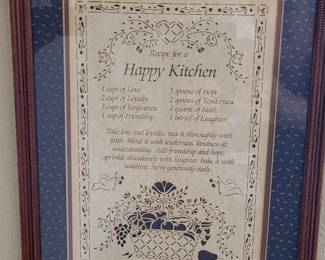 Recipe for a
Happy Kitchen
4 cups of Love
2 cups of Loyalty
3 cups of Forgiveness
1 cup of Friendship
5 spoons of Hope
2 spoons of Tenderness
4 quarts of Faith
1 barrel of Laughter
Take love and loyalty, mix it thoroughly with
faith. Blend it with tenderness, kindness and
understanding. Add friendship and hope,
sprinkle abundantly with laughter. Bake it with
sunshine. Serve generously daily.